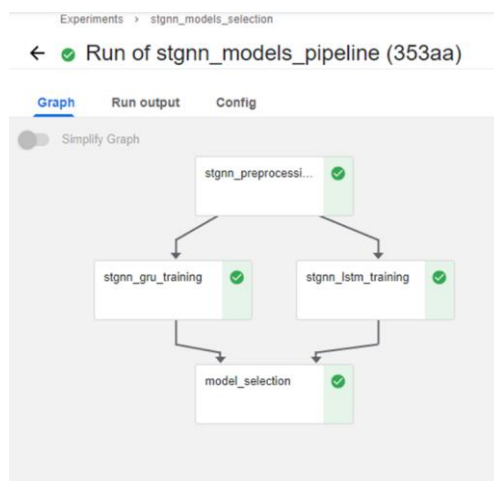 Experiments > stgnn_models_selection
Run of stgnn_models_pipeline (353aa)
Graph Run output Config
Simplify Graph
stgnn_preprocessi...
stgnn_gru_training stgnn_lstm_training
model_selection